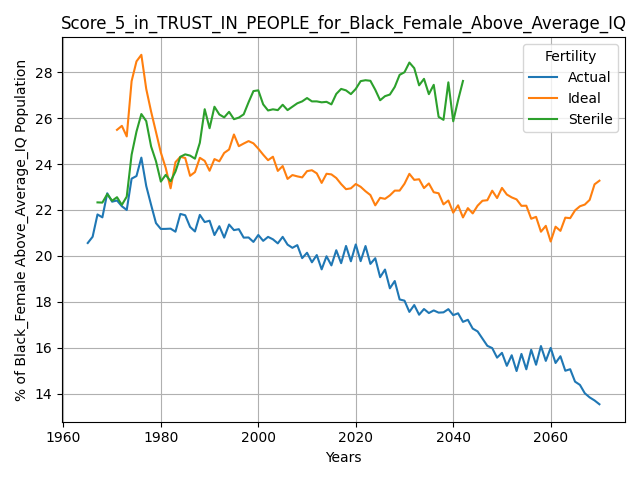 Score_5_in_TRUST_IN_PEOPLE_for_Black_Female_Above_Average_IQ
% of Black_Female Above_Average_IQ Population
28
26
24
22
20
18
16
14
Fertility
Actual
Ideal
Sterile
1960
1980
2000
2020
2040
2060
Years